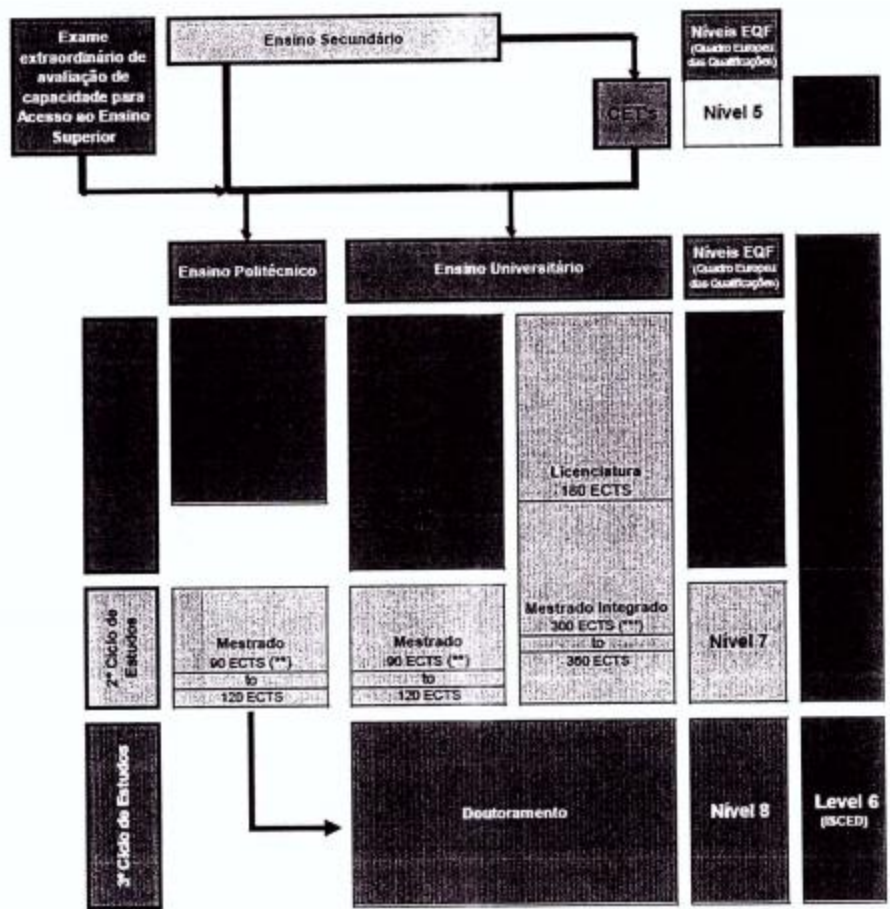 Exame
extraordinário de
avaliação de
capacidade para
Acesso ao Ensino
Superior
Ensino Secundário
CETs
Níveis EQF
(Quadro Europeu
das Qualificações)
Nível 5
Ensino Politécnico
Ensino Universitário
Níveis EQF
(Quadro Europeu
das Qualificações)
Licenciatura
180 ECTS
2º Ciclo de
Estudos
Mestrado
90 ECTS (**)
to
120 ECTS
Mestrado
90 ECTS (**)
to
120 ECTS
Mestrado Integrado
300 ECTS (***)
to
360 ECTS
Nível 7
3º Ciclo de Estudos
Doutoramento
Nível 8
Level 6
(ISCED)